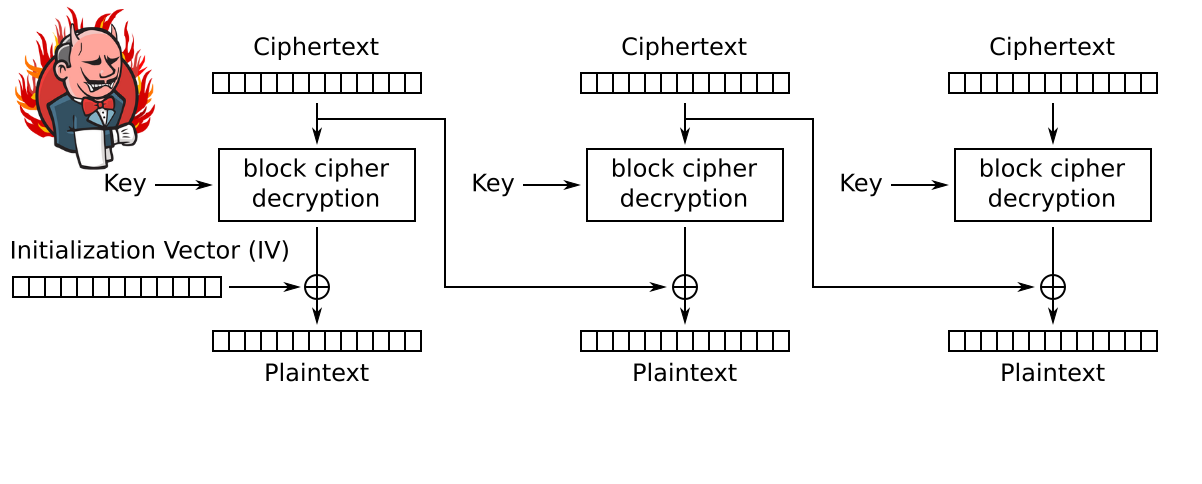 Ciphertext
Ciphertext
Ciphertext
block cipher
decryption
block cipher
decryption
block cipher
decryption
Key
Key
Key
Initialization Vector (IV)
Plaintext
Plaintext
Plaintext